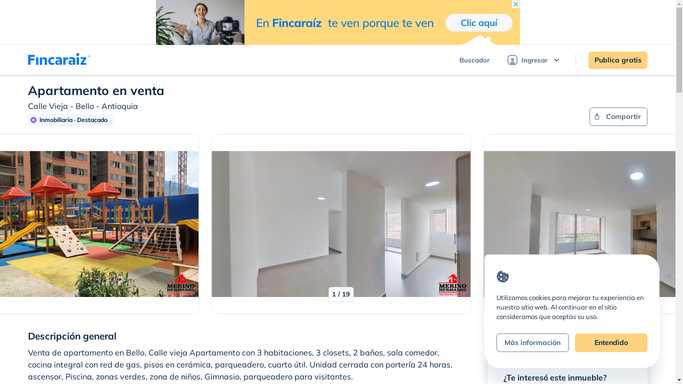 En Fincaraíz te ven porque te ven
Clic aquí
Fincaraiz
Buscador
Ingresar
Publica gratis
Apartamento en venta
Calle Vieja - Bello - Antioquia
Inmobiliaria · Destacado
Compartir
MERINO
MERINO
1 / 19
Utilizamos cookies para mejorar tu experiencia en
nuestro sitio web. Al continuar en el sitio
consideramos que aceptas su uso.
Más información
Entendido
Descripción general
Venta de apartamento en Bello, Calle vieja Apartamento con 3 habitaciones, 3 closets, 2 baños, sala comedor,
cocina integral con red de gas, pisos en cerámica, parqueadero, cuarto útil. Unidad cerrada con portería 24 horas,
ascensor, Piscina, zonas verdes, zona de niños, Gimnasio, parqueadero para visitantes.
¿Te interesó este inmueble?